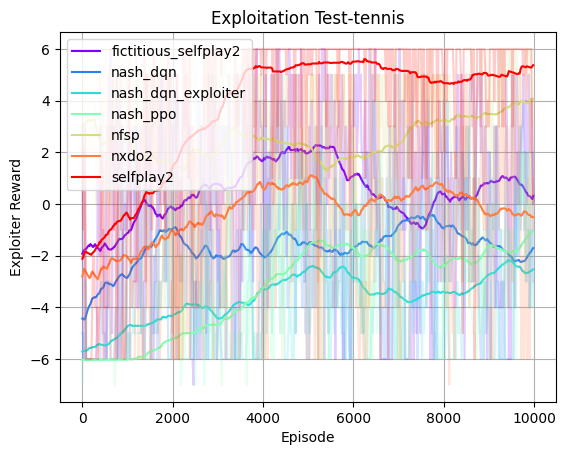 Exploitation Test-tennis
fictitious_selfplay2
nash_dqn
nash_dqn_exploiter
nash_ppo
nfsp
nxdo2
selfplay2
Exploiter Reward
6
4
2
0
−2
−4
−6
0
2000
4000
6000
8000
10000
Episode